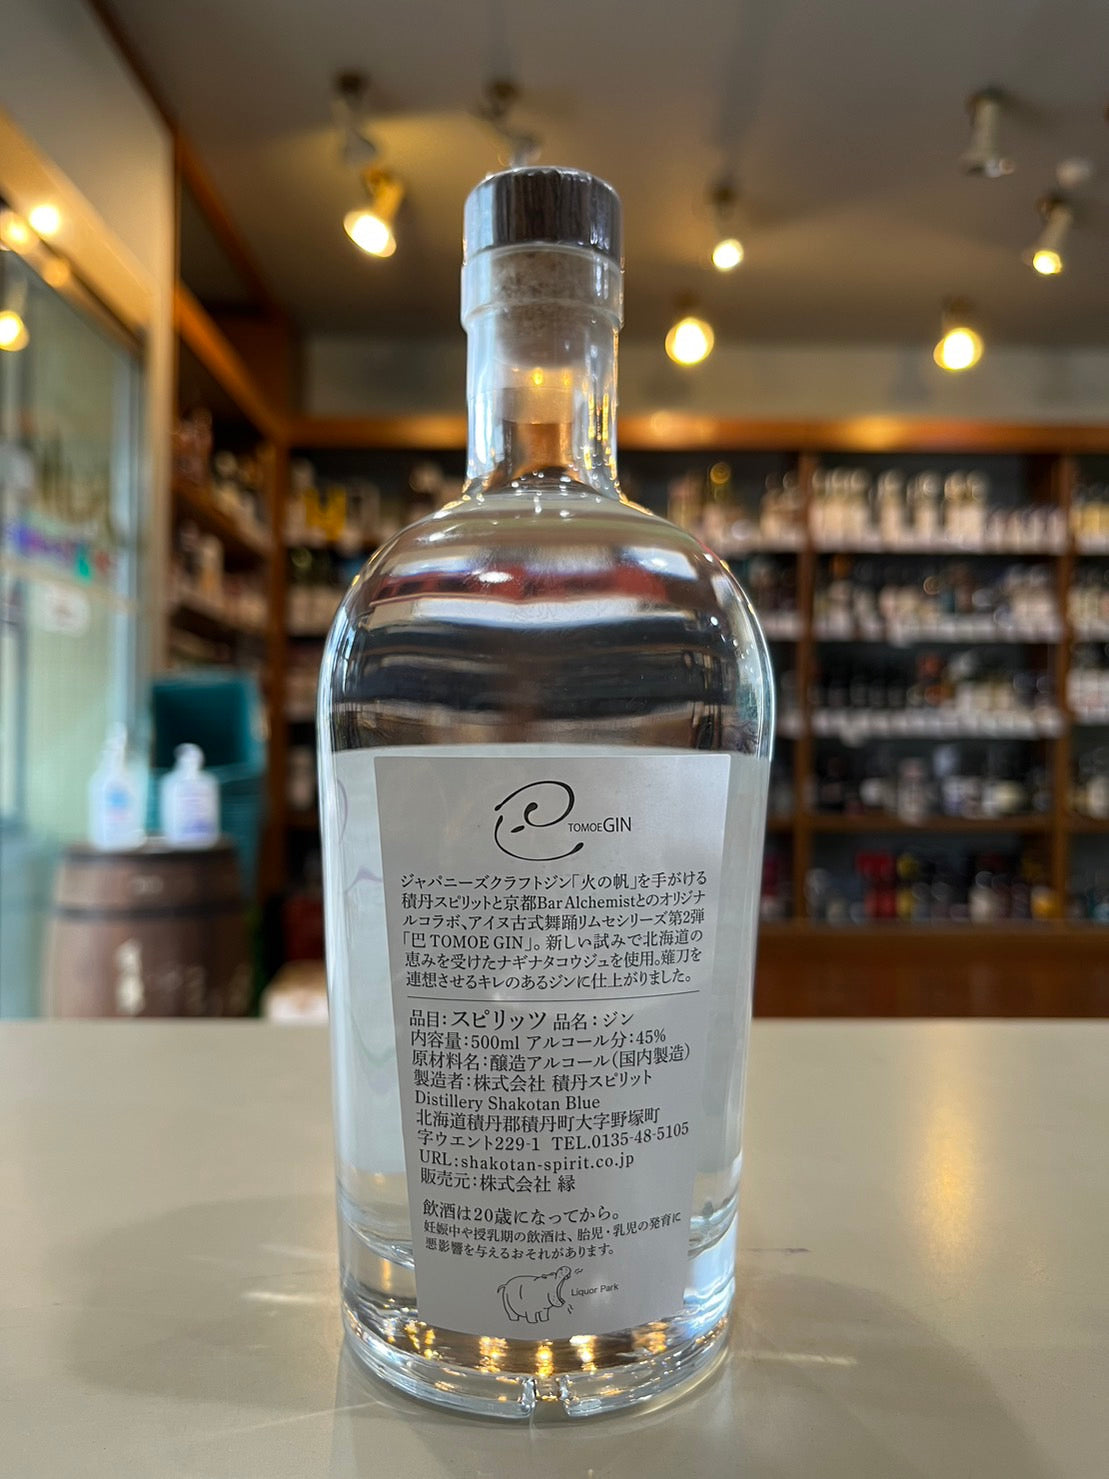 TOMOEGIN
ジャパニーズクラフトジン「火の帆」を手がける
積丹スピリットと京都Bar Alchemistとのオリジナ
ルコラボ、アイヌ古式舞踊リムセシリーズ第2弾
「巴 TOMOE GIN」。新しい試みで北海道の
恵みを受けたナギナタコウジュを使用。薙刀を
連想させるキレのあるジンに仕上がりました。
品目:スピリッツ 品名:ジン
内容量:500ml アルコール分:45%
原材料名:醸造アルコール(国内製造)
製造者:株式会社 積丹スピリット
Distillery Shakotan Blue
北海道積丹郡積丹町大字野塚町
字ウエント229-1 TEL.0135-48-5105
URL:shakotan-spirit.co.jp
販売元:株式会社 縁
飲酒は20歳になってから。
妊娠中や授乳期の飲酒は、胎児・乳児の発育に
悪影響を与えるおそれがあります。
Liquor Park